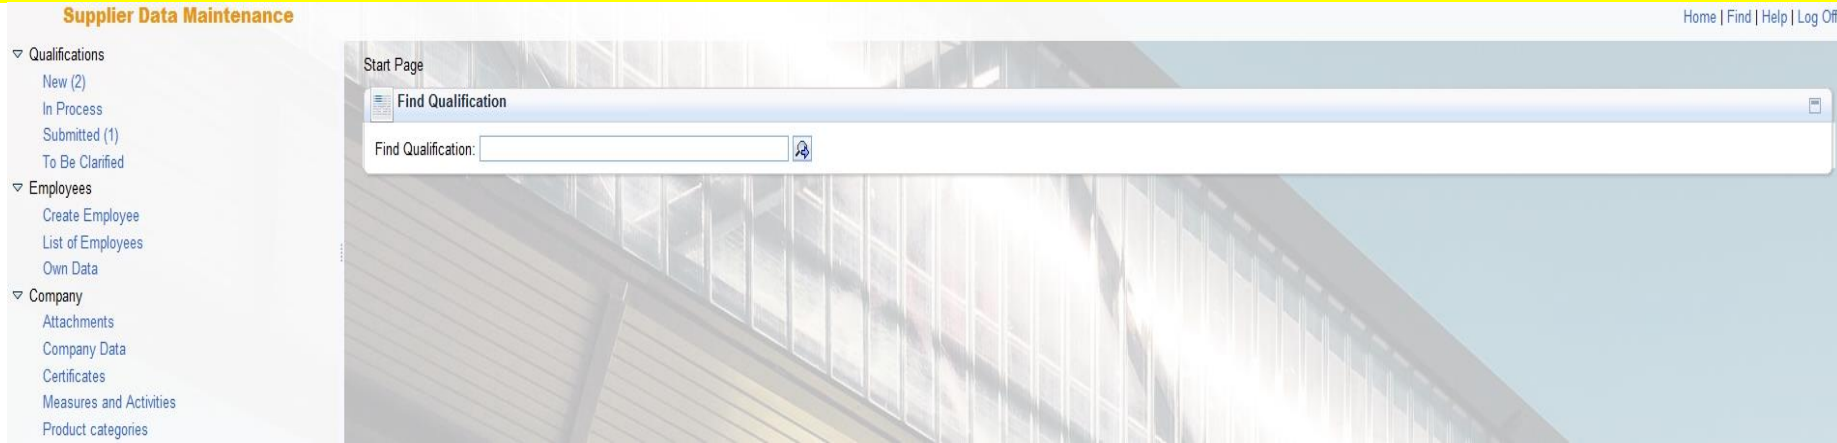 Supplier Data Maintenance
Home | Find | Help | Log Off
Qualifications
New (2)
In Process
Submitted (1)
To Be Clarified
Employees
Create Employee
List of Employees
Own Data
Company
Attachments
Company Data
Certificates
Measures and Activities
Product categories
Start Page
Find Qualification
Find Qualification: